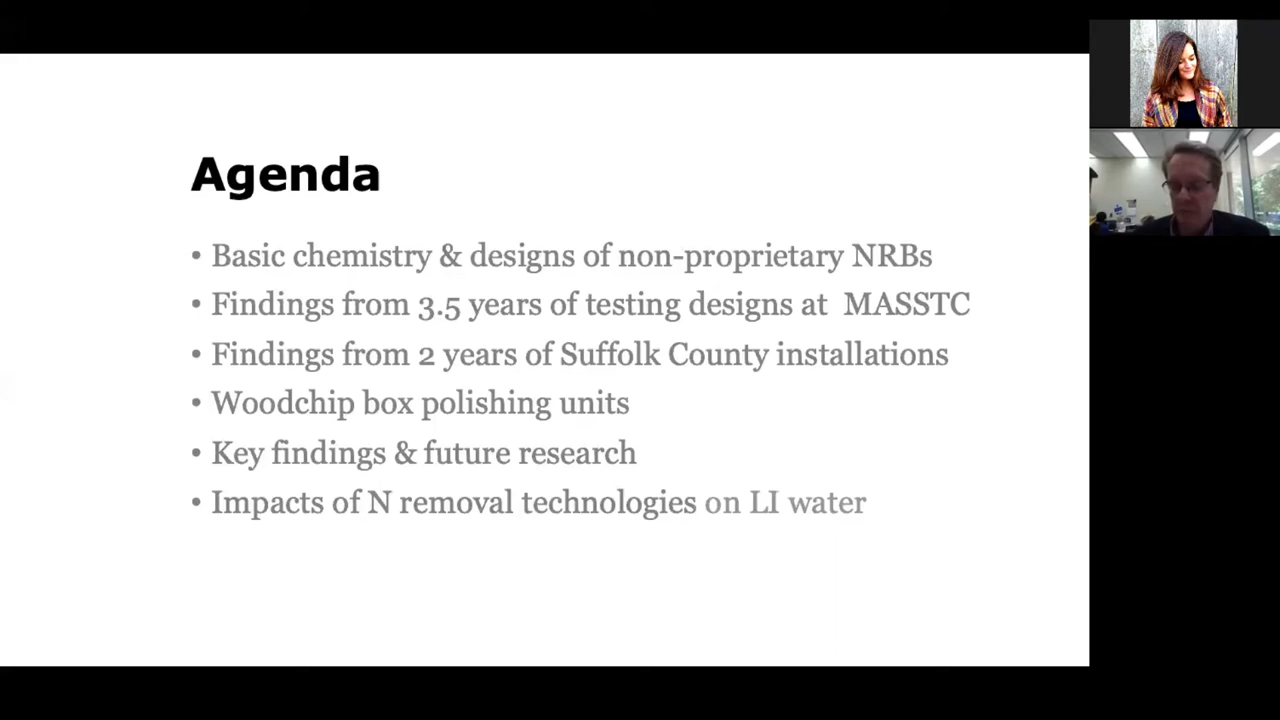 Agenda
• Basic chemistry & designs of non-proprietary NRBs
• Findings from 3.5 years of testing designs at  MASSTC
• Findings from 2 years of Suffolk County installations
• Woodchip box polishing units
• Key findings & future research
• Impacts of N removal technologies on LI water